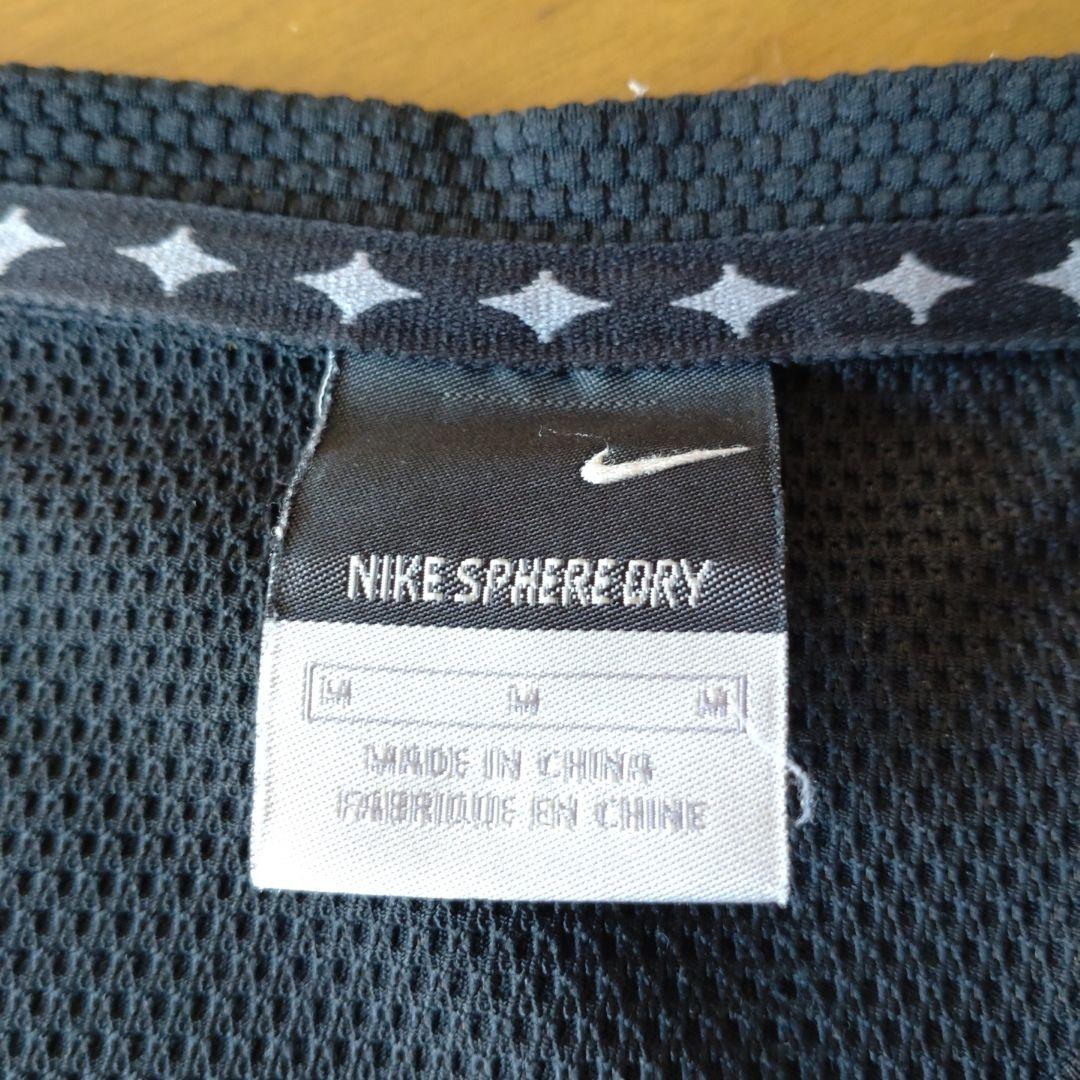 NIKE SPHERE DRY
M M M
MADE IN CHINA
FABRIQUE EN CHINE